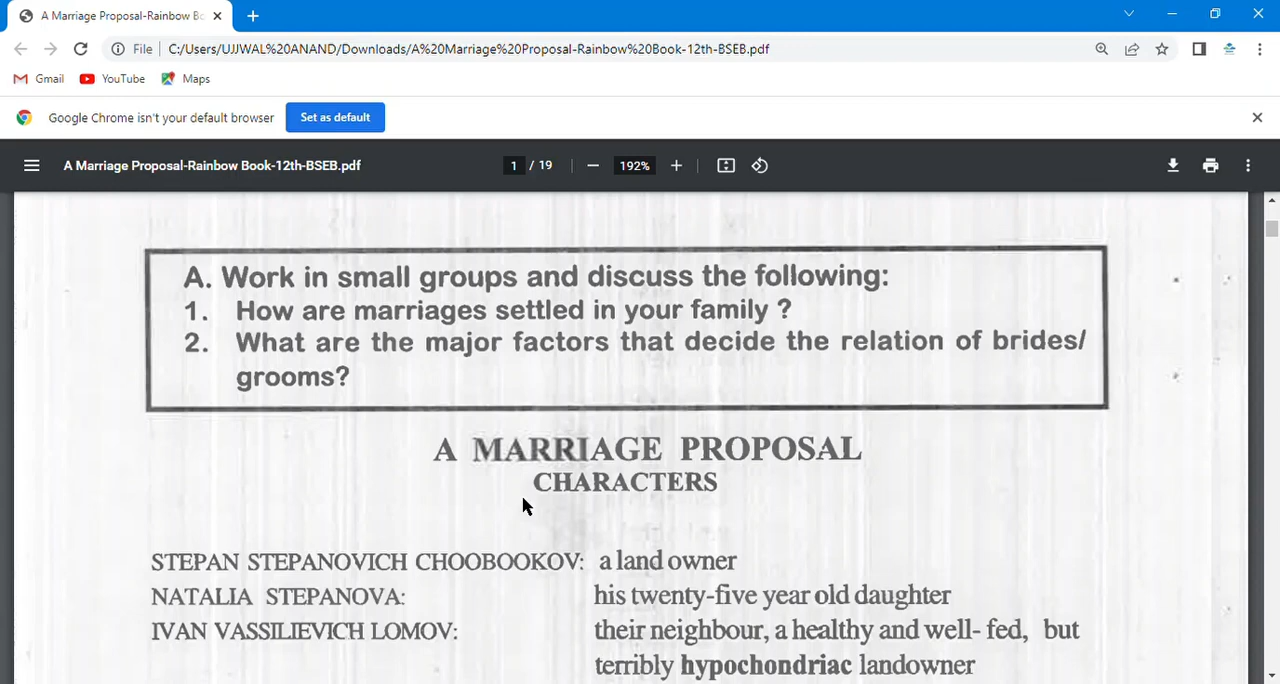 A Marriage Proposal-Rainbow Bo
File C:/Users/UJJWAL%20ANAND/Downloads/A%20Marriage%20Proposal-Rainbow%20Book-12th-BSEB.pdf
Gmail YouTube Maps
Google Chrome isn't your default browser Set as default
A Marriage Proposal-Rainbow Book-12th-BSEB.pdf 1 / 19 192%
A. Work in small groups and discuss the following:
1. How are marriages settled in your family ?
2. What are the major factors that decide the relation of brides/
grooms?
A MARRIAGE PROPOSAL
CHARACTERS
STEPAN STEPANOVICH CHOOBOOKOV: a land owner
NATALIA STEPANOVA: his twenty-five year old daughter
IVAN VASSILIEVICH LOMOV: their neighbour, a healthy and well- fed, but
terribly hypochondriac landowner